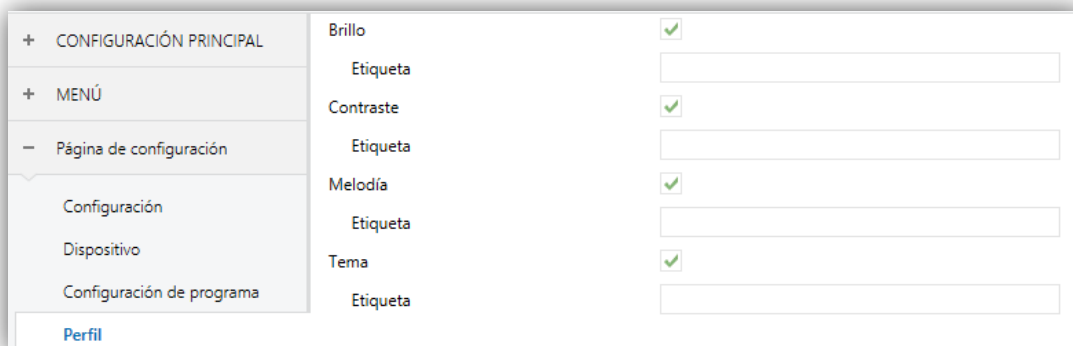 CONFIGURACIÓN PRINCIPAL
MENÚ
Página de configuración
Configuración
Dispositivo
Configuración de programa
Perfil
Brillo
Etiqueta
Contraste
Etiqueta
Melodía
Etiqueta
Tema
Etiqueta